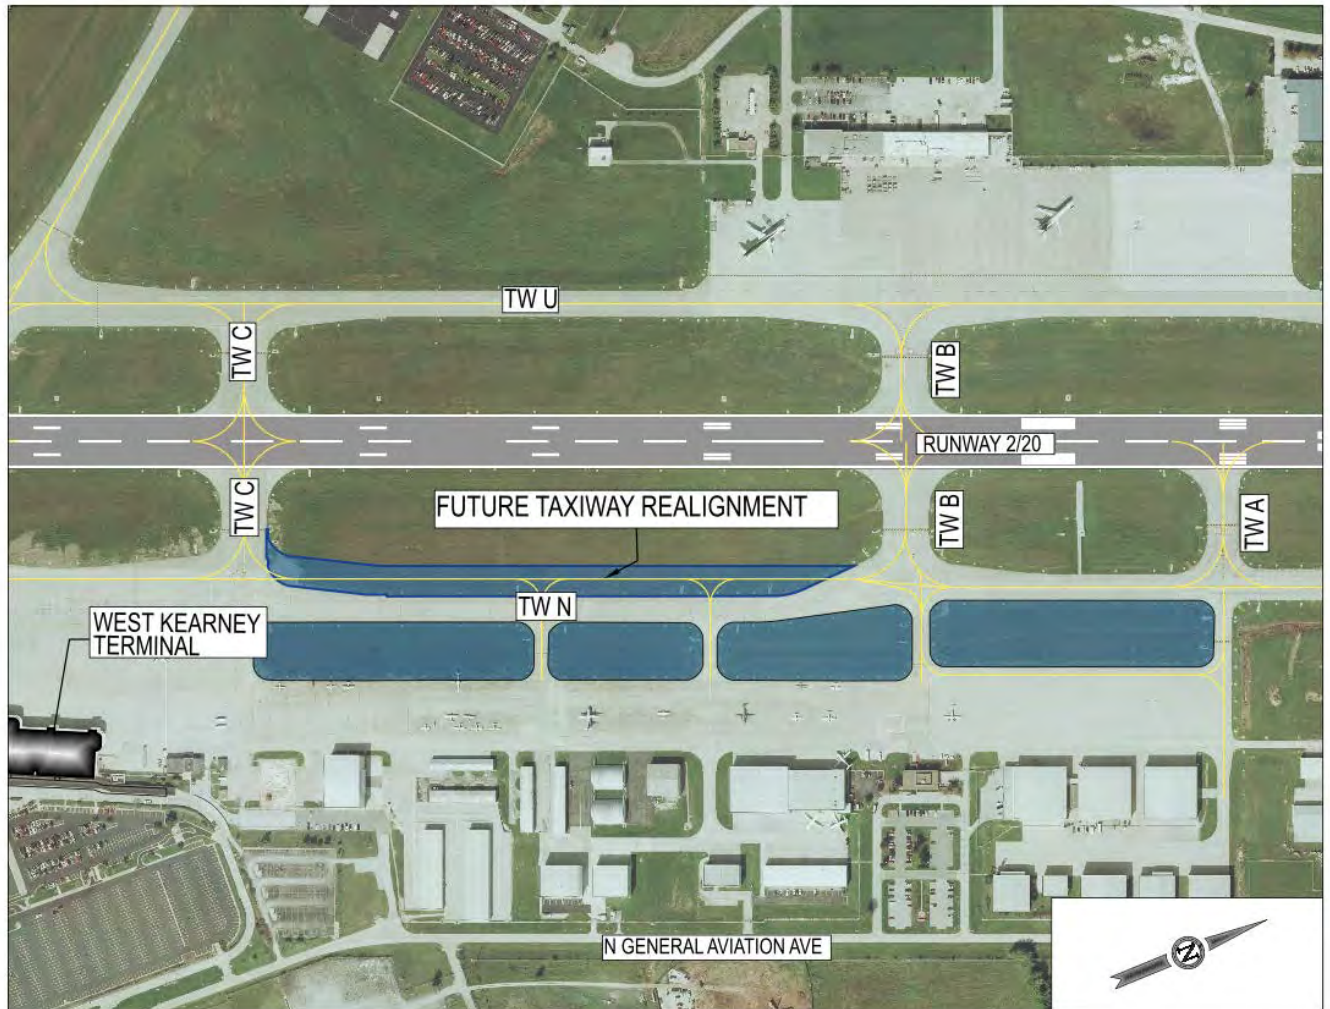 TW U
TW C
TW B
RUNWAY 2/20
TW C
FUTURE TAXIWAY REALIGNMENT
TW B
TW A
TW N
WEST KEARNEY
TERMINAL
N GENERAL AVIATION AVE
N